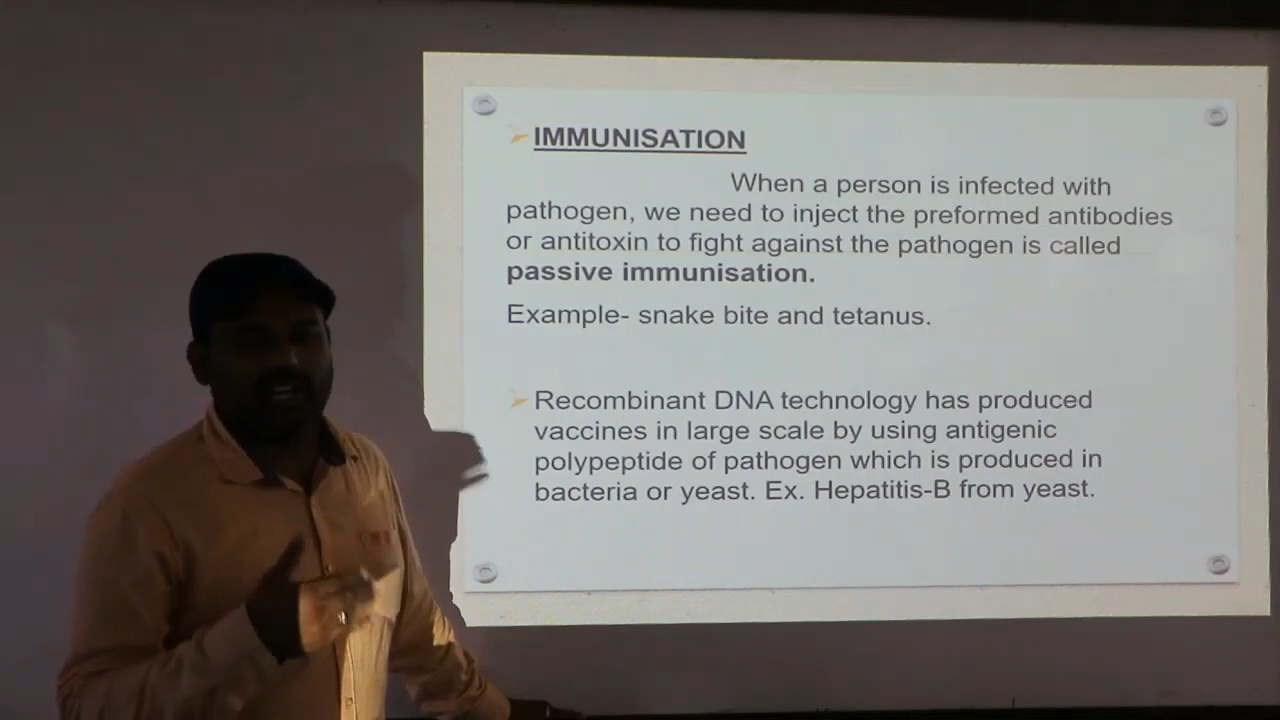 IMMUNISATION
When a person is infected with
pathogen, we need to inject the preformed antibodies
or antitoxin to fight against the pathogen is called
passive immunisation.
Example- snake bite and tetanus.
Recombinant DNA technology has produced
vaccines in large scale by using antigenic
polypeptide of pathogen which is produced in
bacteria or yeast. Ex. Hepatitis-B from yeast.